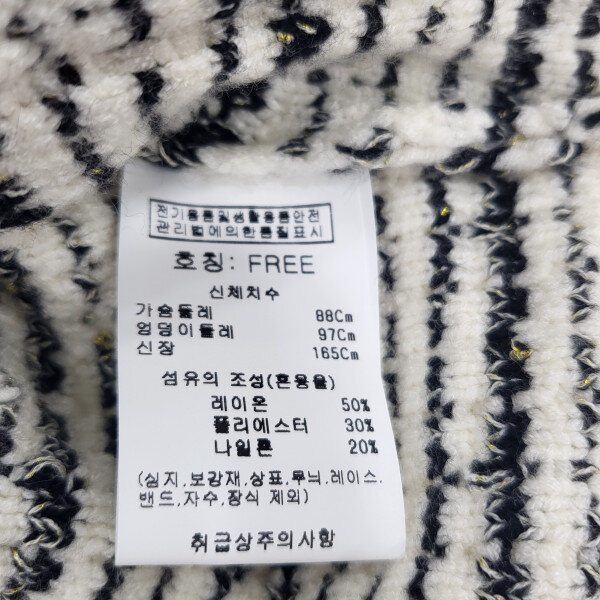 전기용품및생활용품안전
관리법에의한품질표시
호칭: FREE
신체치수
가슴둘레 88Cm
엉덩이둘레 97Cm
신장 165Cm
섬유의 조성(혼용율)
레이온 50%
폴리에스터 30%
나일론 20%
(심지,보강재,상표,무늬,레이스,
밴드,자수,장식 제외)
취급상주의사항